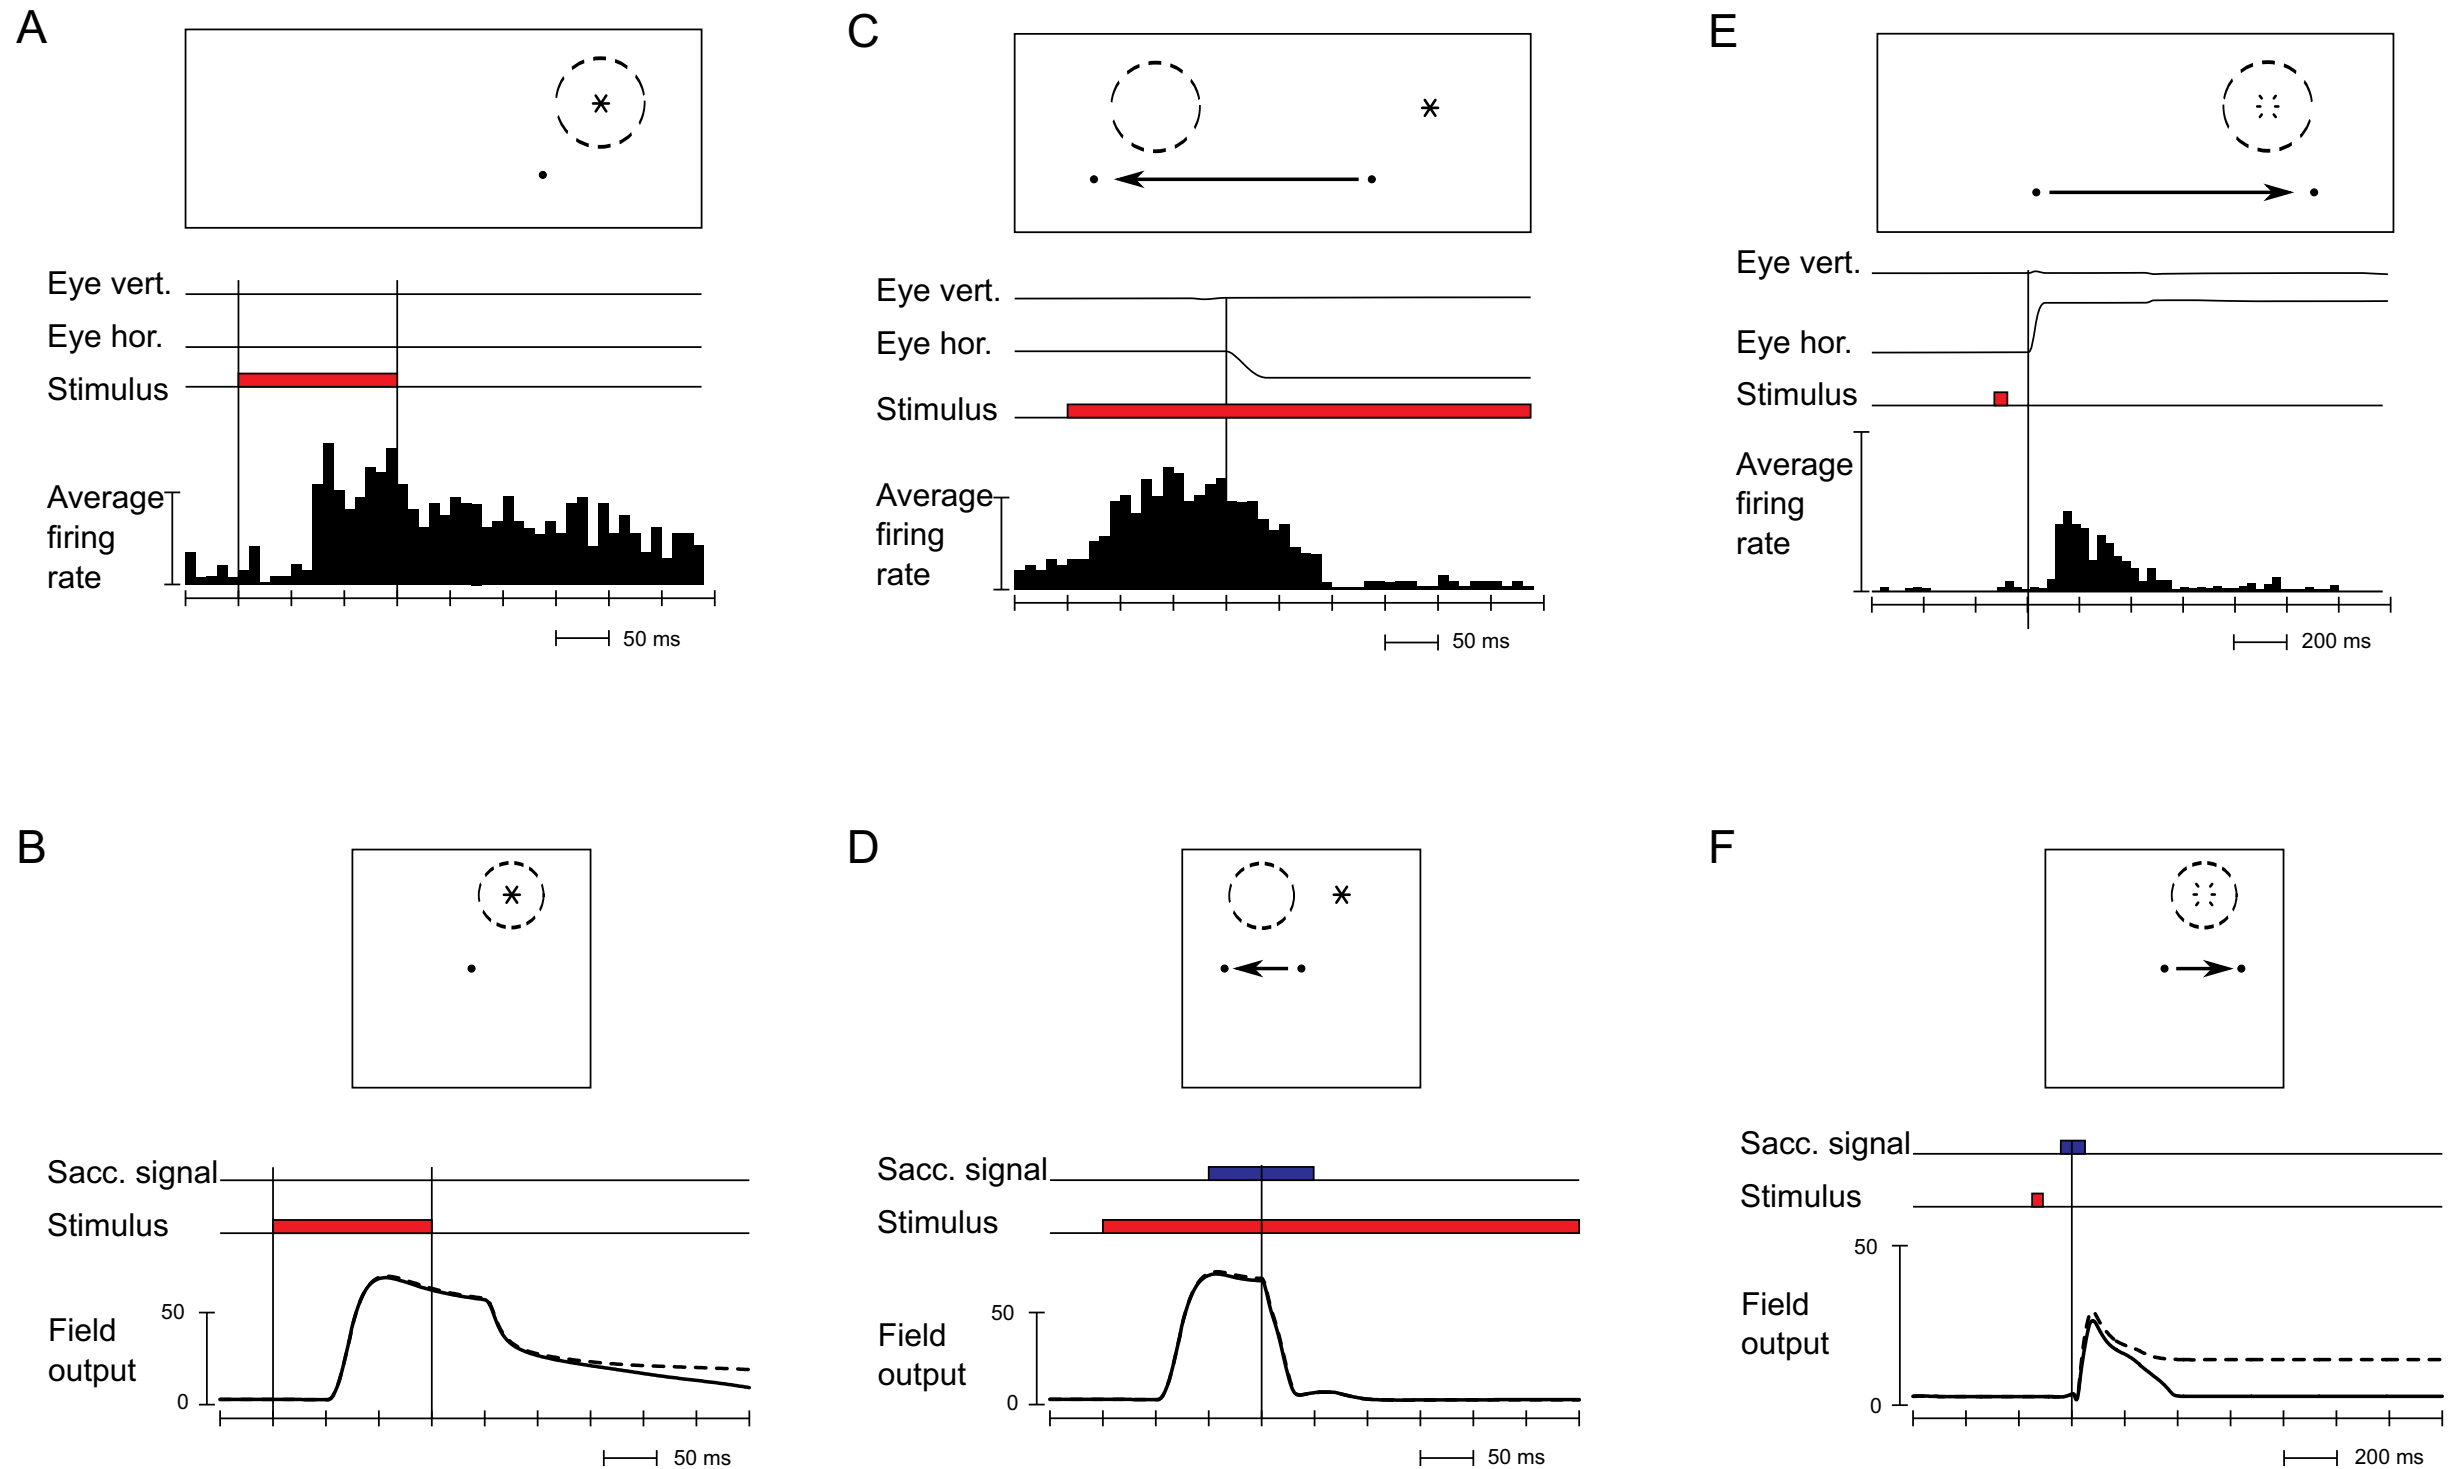 A
Eye vert.
Eye hor.
Stimulus
Average
firing
rate
50 ms
C
Eye vert.
Eye hor.
Stimulus
Average
firing
rate
50 ms
E
Eye vert.
Eye hor.
Stimulus
Average
firing
rate
200 ms
B
Sacc. signal
Stimulus
50
Field
output
0
50 ms
D
Sacc. signal
Stimulus
50
Field
output
0
50 ms
F
Sacc. signal
Stimulus
50
Field
output
0
200 ms